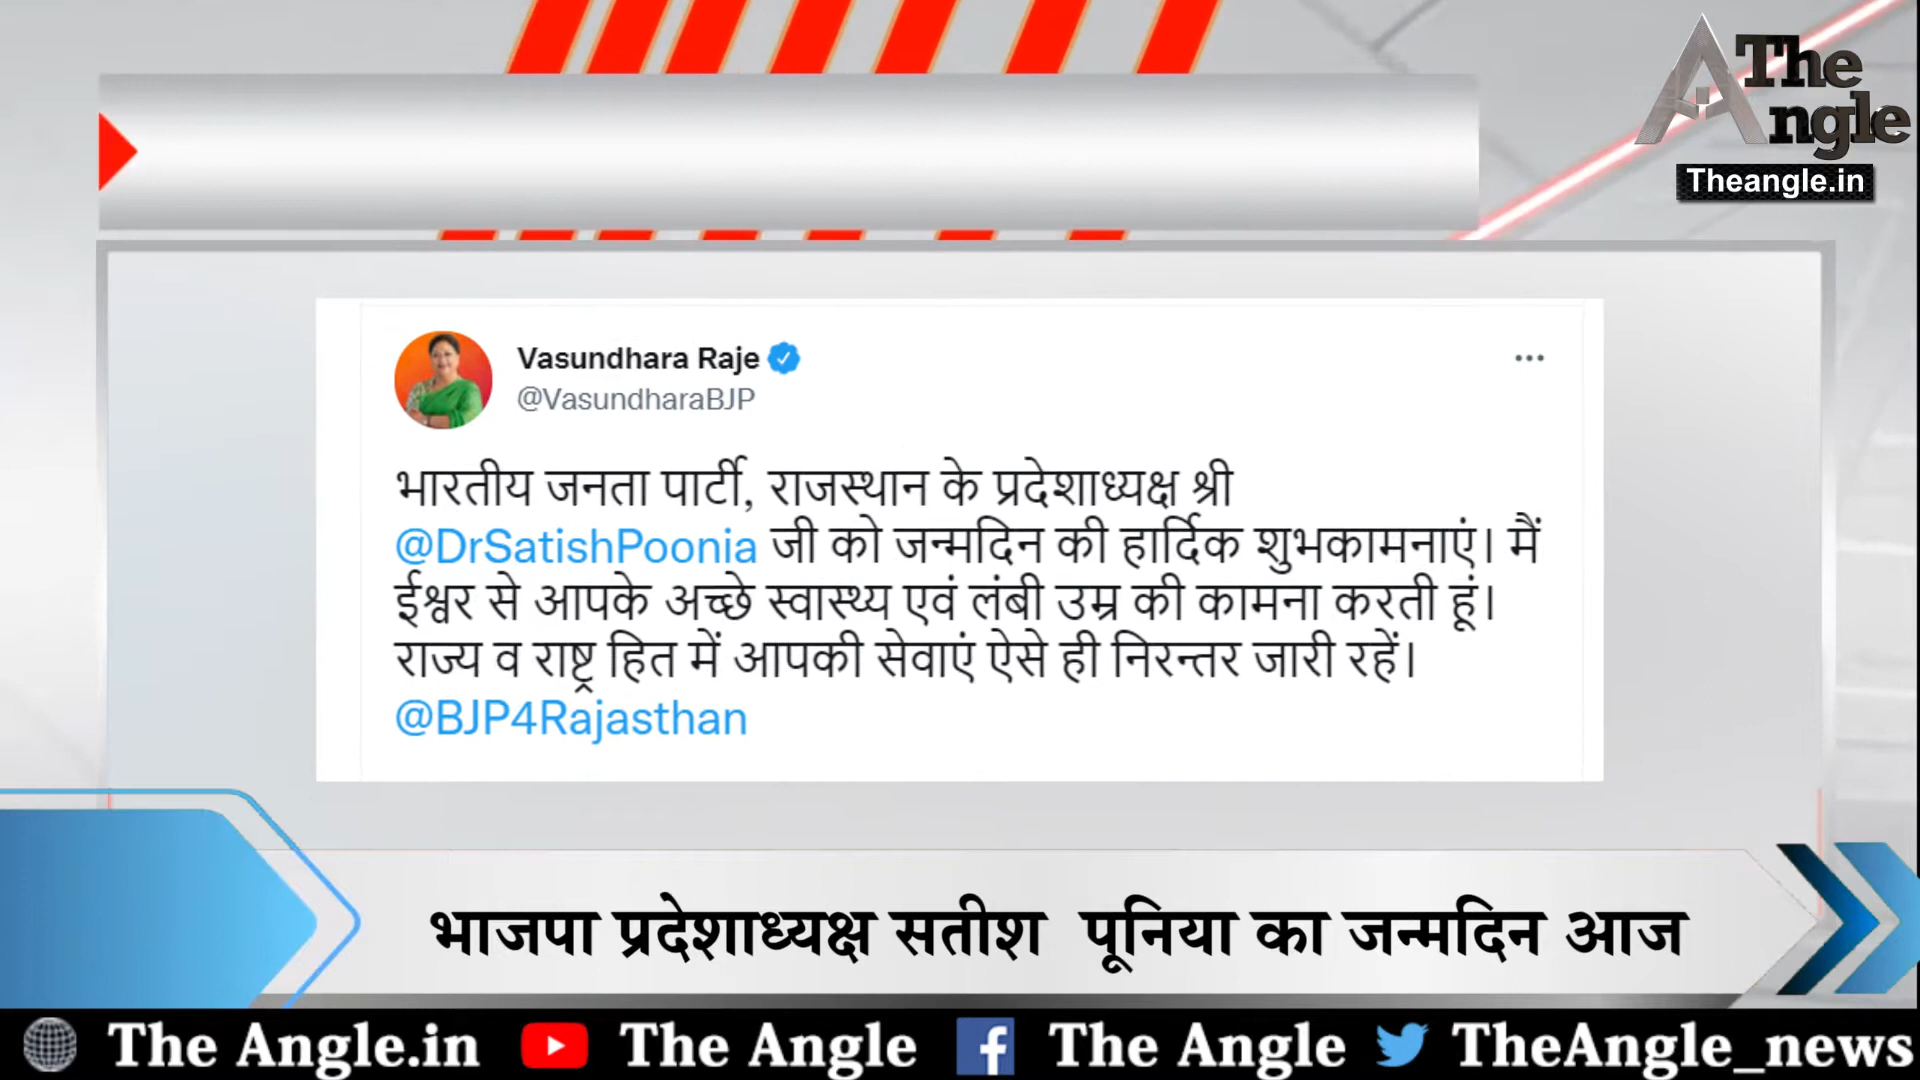 The
Angle
Theangle.in
Vasundhara Raje
@VasundharaBJP
भारतीय जनता पार्टी, राजस्थान के प्रदेशाध्यक्ष श्री
@DrSatishPoonia जी को जन्मदिन की हार्दिक शुभकामनाएं। मैं
ईश्वर से आपके अच्छे स्वास्थ्य एवं लंबी उम्र की कामना करती हूं।
राज्य व राष्ट्र हित में आपकी सेवाएं ऐसे ही निरन्तर जारी रहें।
@BJP4Rajasthan
भाजपा प्रदेशाध्यक्ष सतीश पूनिया का जन्मदिन आज
The Angle.in The Angle The Angle TheAngle_news